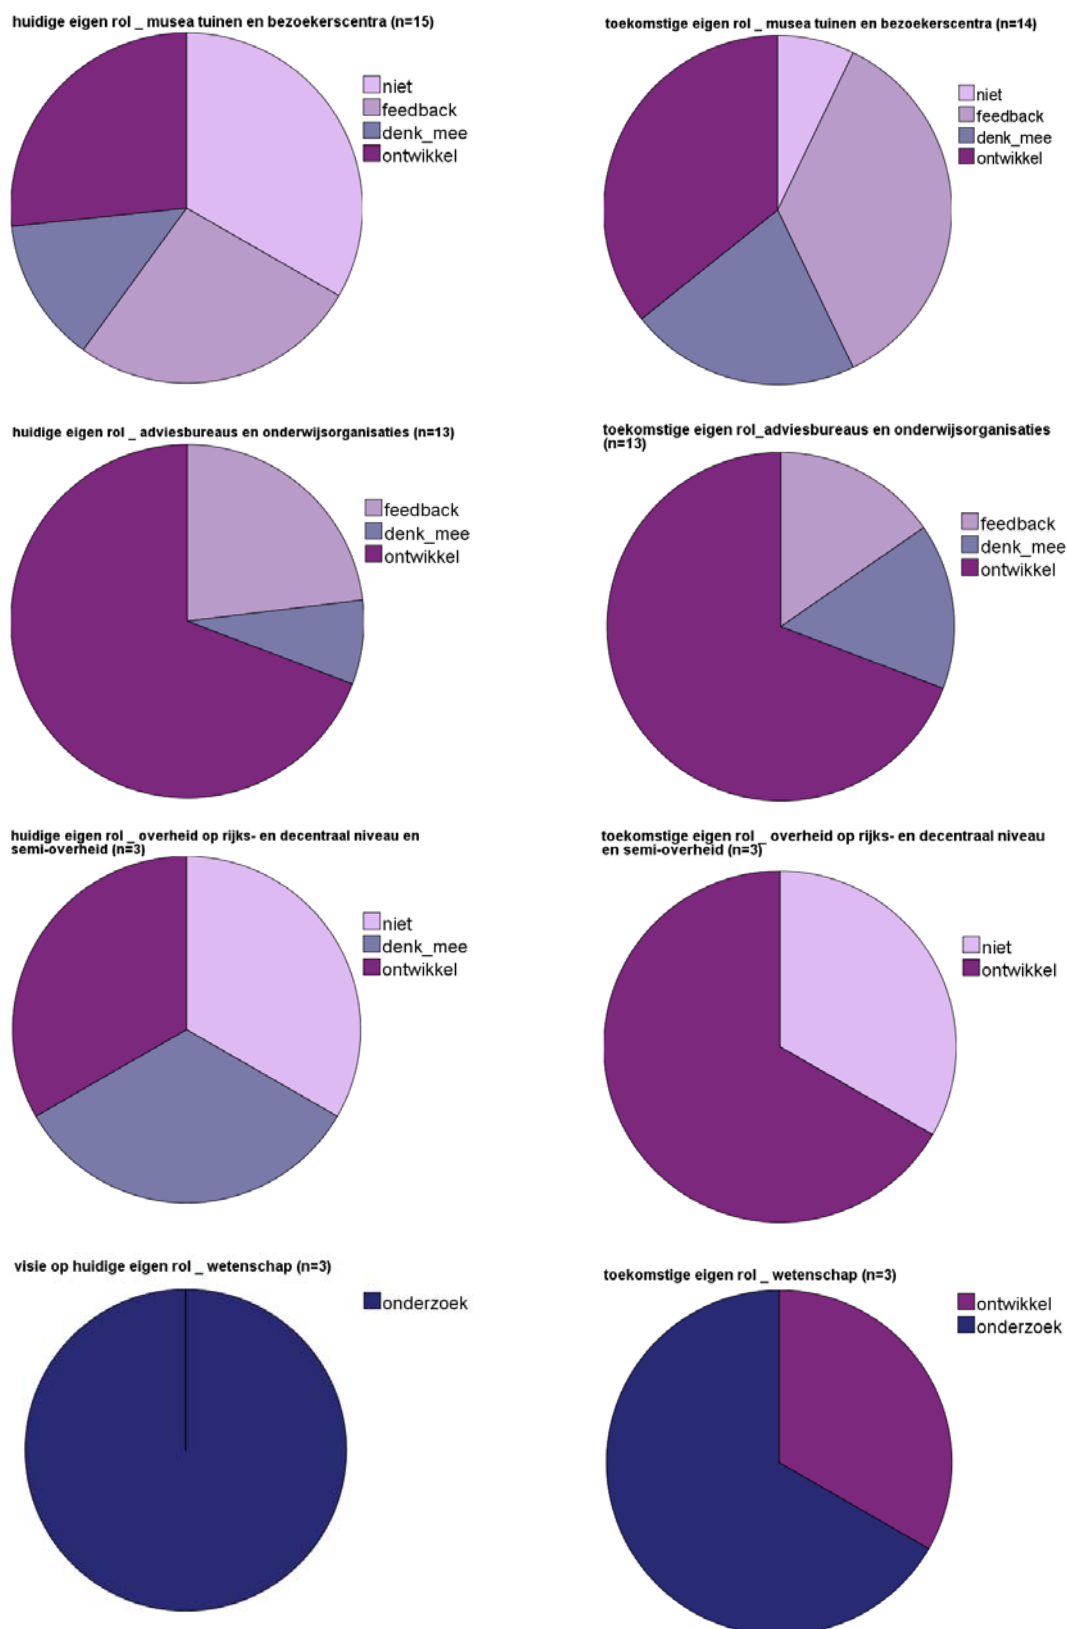 huidige eigen rol _ musea tuinen en bezoekerscentra (n=15)
niet
feedback
denk_mee
ontwikkel
toekomstige eigen rol _ musea tuinen en bezoekerscentra (n=14)
niet
feedback
denk_mee
ontwikkel
huidige eigen rol _ adviesbureaus en onderwijsorganisaties (n=13)
feedback
denk_mee
ontwikkel
toekomstige eigen rol_adviesbureaus en onderwijsorganisaties
(n=13)
feedback
denk_mee
ontwikkel
huidige eigen rol _ overheid op rijks- en decentraal niveau en
semi-overheid (n=3)
niet
denk_mee
ontwikkel
toekomstige eigen rol _ overheid op rijks- en decentraal niveau
en semi-overheid (n=3)
niet
ontwikkel
visie op huidige eigen rol _ wetenschap (n=3)
onderzoek
toekomstige eigen rol _ wetenschap (n=3)
ontwikkel
onderzoek